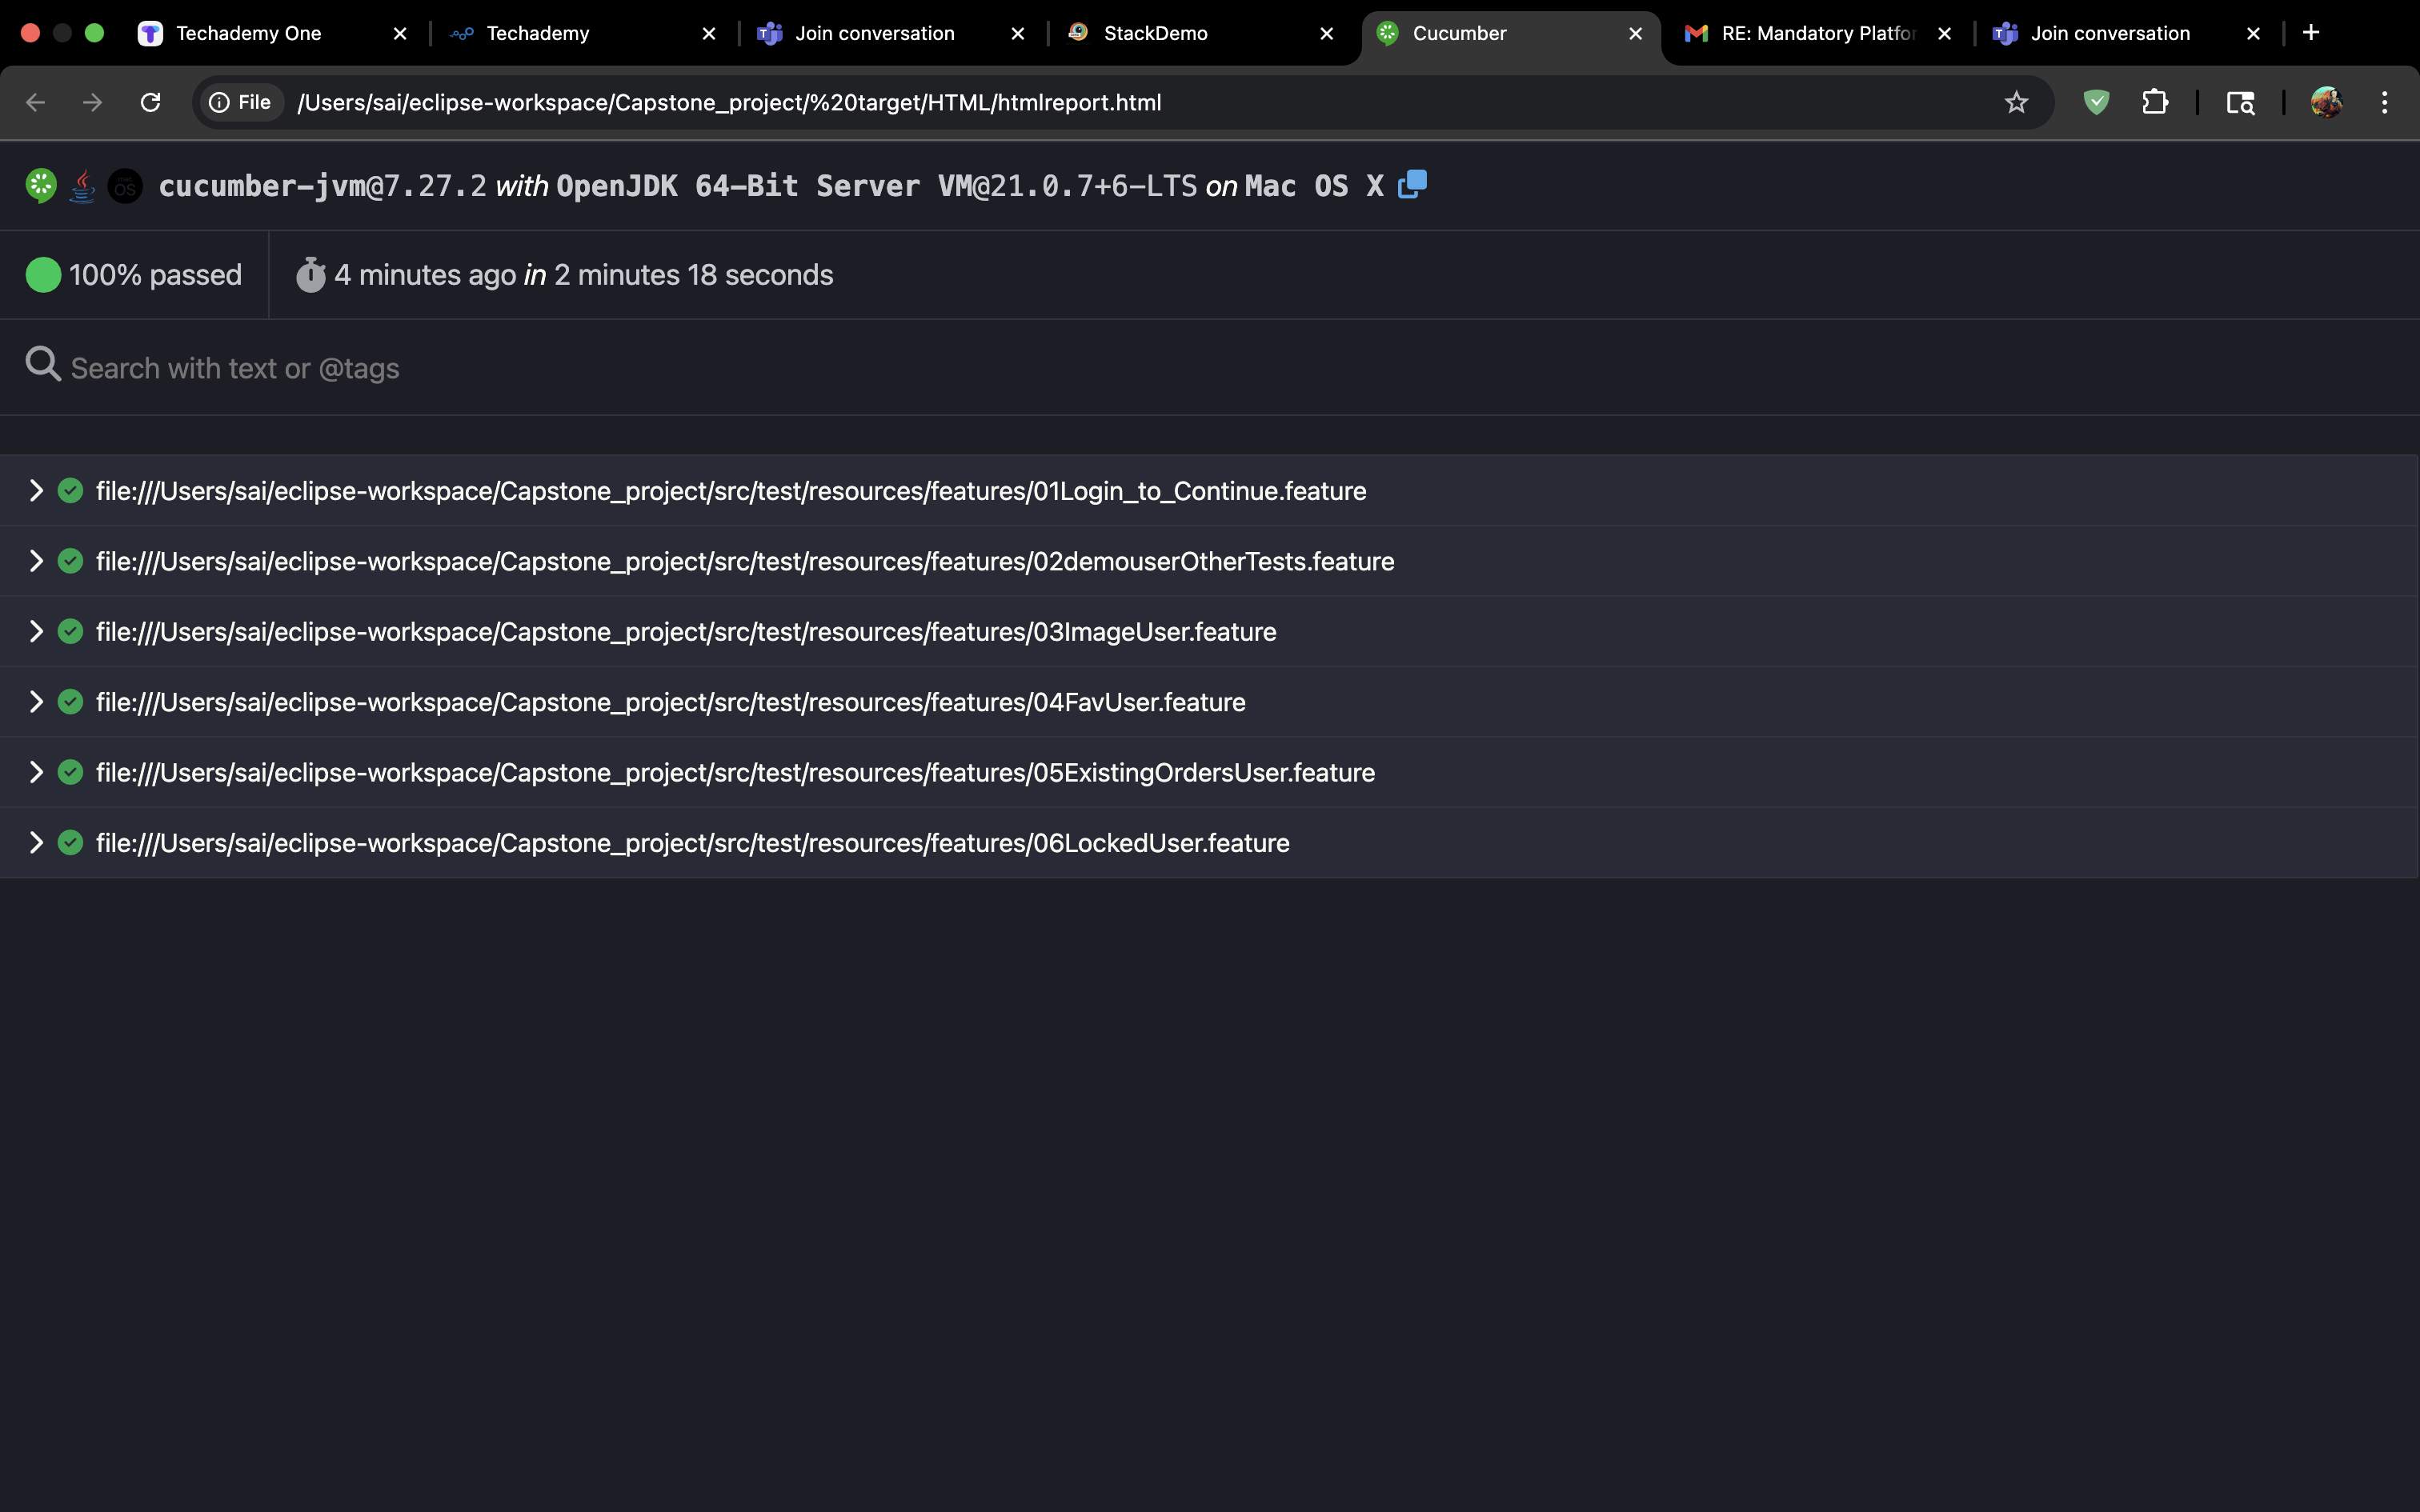 Techademy One
Techademy
Join conversation
StackDemo
Cucumber
RE: Mandatory Platfor
Join conversation
File
/Users/sai/eclipse-workspace/Capstone_project/%20target/HTML/htmlreport.html
cucumber-jvm@7.27.2 with OpenJDK 64-Bit Server VM@21.0.7+6-LTS on Mac OS X
100% passed
4 minutes ago in 2 minutes 18 seconds
Search with text or @tags
file:///Users/sai/eclipse-workspace/Capstone_project/src/test/resources/features/01Login_to_Continue.feature
file:///Users/sai/eclipse-workspace/Capstone_project/src/test/resources/features/02demouserOtherTests.feature
file:///Users/sai/eclipse-workspace/Capstone_project/src/test/resources/features/03ImageUser.feature
file:///Users/sai/eclipse-workspace/Capstone_project/src/test/resources/features/04FavUser.feature
file:///Users/sai/eclipse-workspace/Capstone_project/src/test/resources/features/05ExistingOrdersUser.feature
file:///Users/sai/eclipse-workspace/Capstone_project/src/test/resources/features/06LockedUser.feature